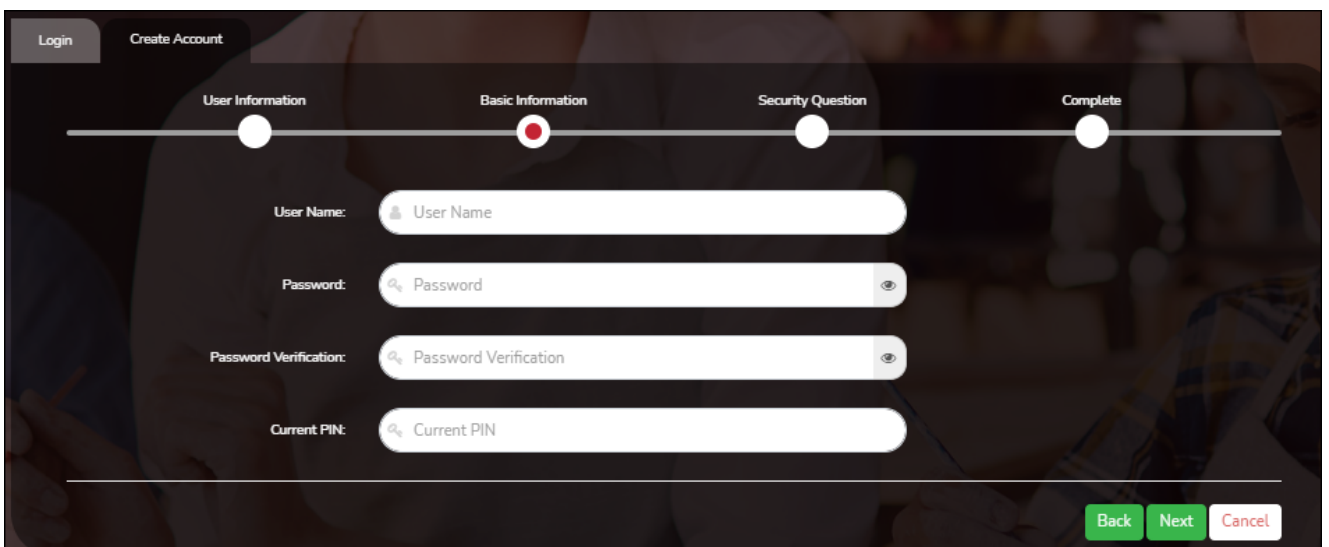 Login Create Account
User Information Basic Information Security Question Complete
User Name: User Name
Password: Password
Password Verification: Password Verification
Current PIN: Current PIN
Back Next Cancel